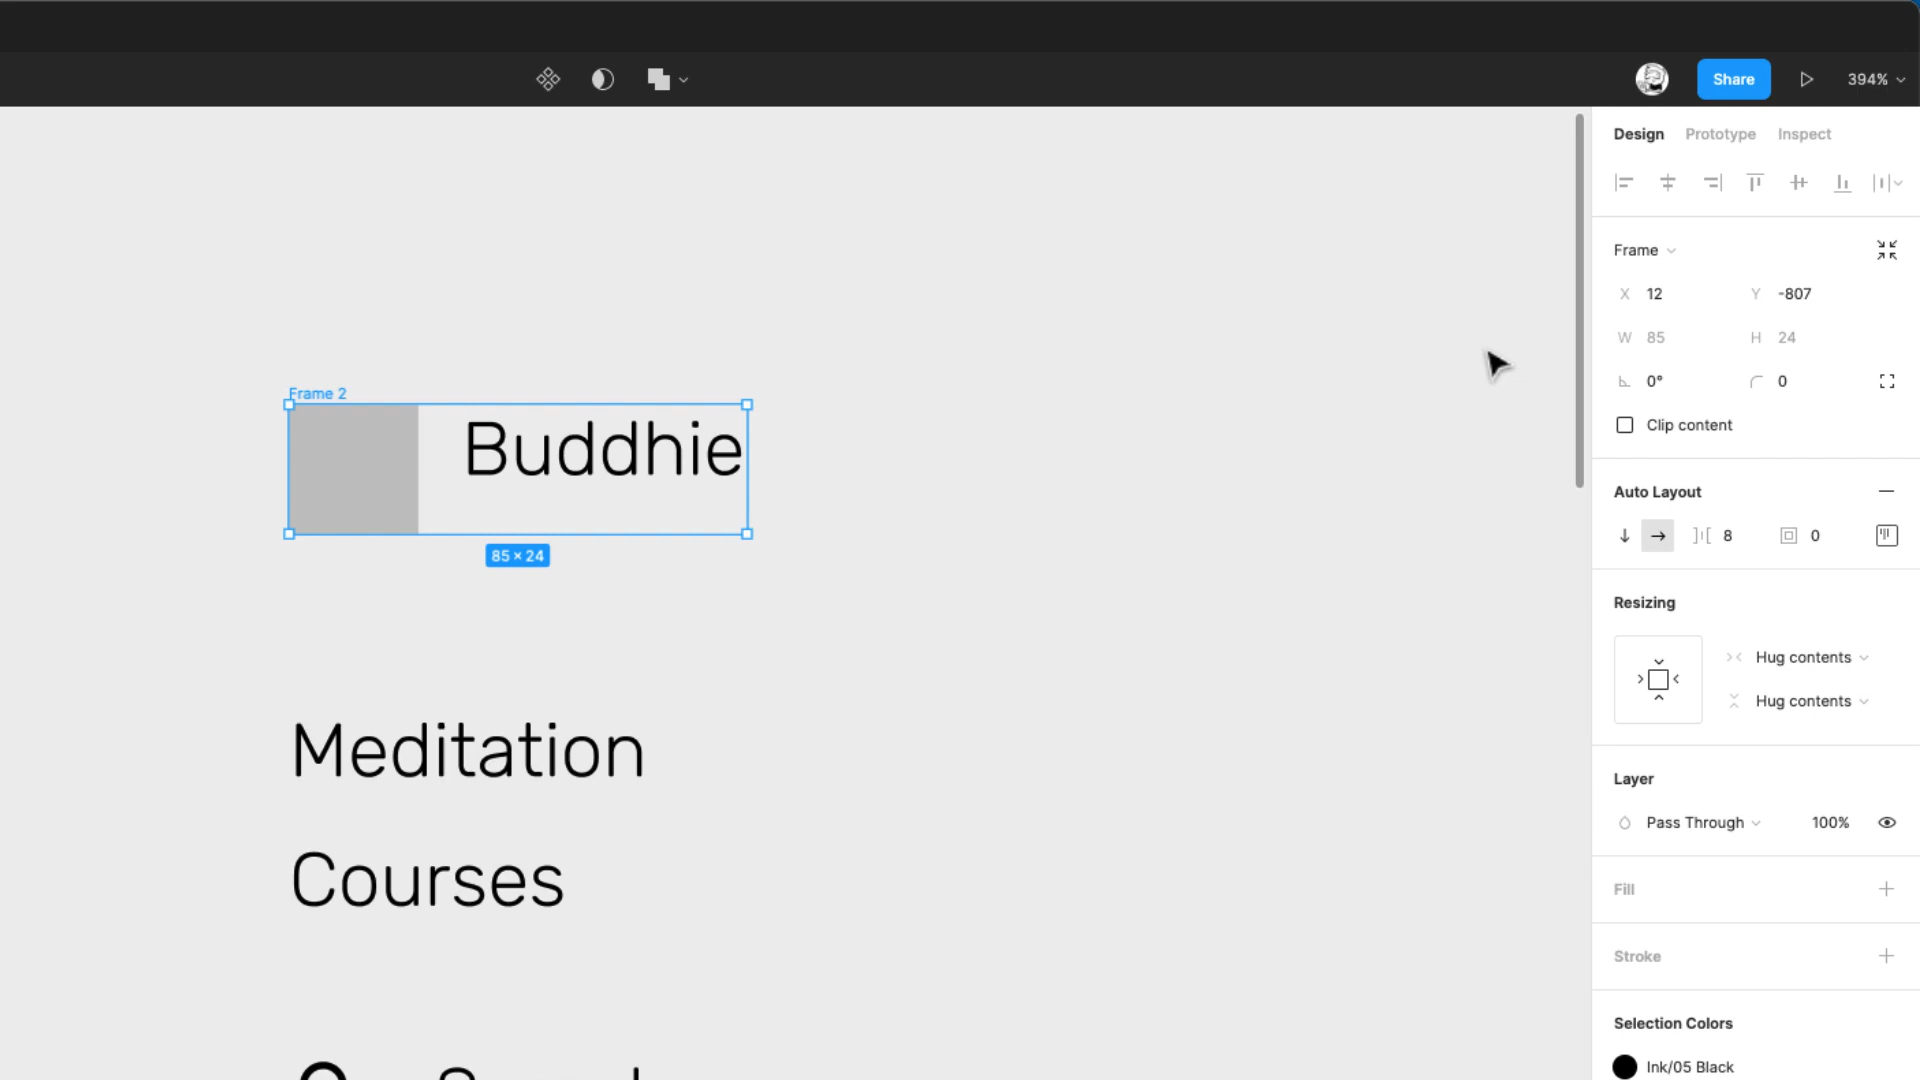 Share
394%
Design Prototype Inspect
Frame
X 12 Y -807
W 85 H 24
0° 0
Clip content
Frame 2
Buddhie
85 × 24
Auto Layout
8 0
Resizing
Hug contents
Hug contents
Meditation
Layer
Pass Through 100%
Courses
Fill
Stroke
Selection Colors
Ink/05 Black